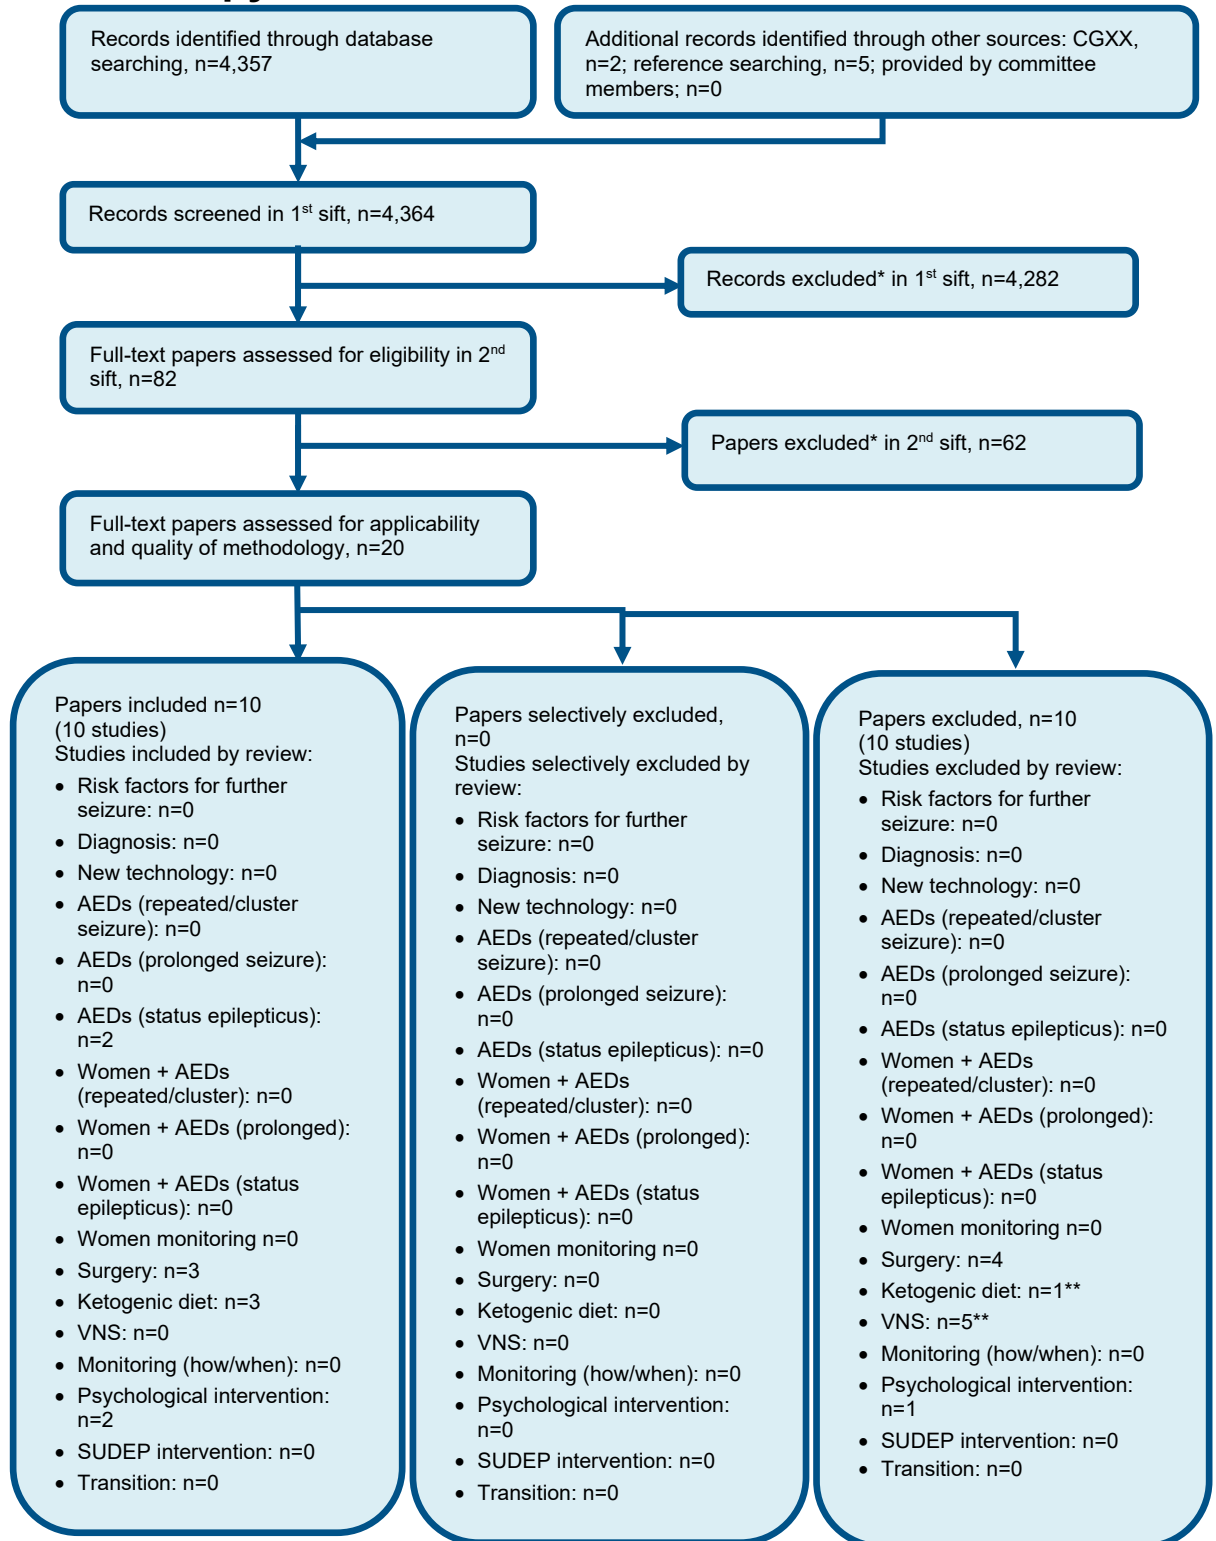 Records identified through database
searching, n=4,357
Additional records identified through other sources: CGXX,
n=2; reference searching, n=5; provided by committee
members; n=0
Records screened in 1st sift, n=4,364
Records excluded* in 1st sift, n=4,282
Full-text papers assessed for eligibility in 2nd
sift, n=82
Papers excluded* in 2nd sift, n=62
Full-text papers assessed for applicability
and quality of methodology, n=20
Papers included n=10
(10 studies)
Studies included by review:
• Risk factors for further
seizure: n=0
• Diagnosis: n=0
• New technology: n=0
• AEDs (repeated/cluster
seizure): n=0
• AEDs (prolonged seizure):
n=0
• AEDs (status epilepticus):
n=2
• Women + AEDs
(repeated/cluster): n=0
• Women + AEDs (prolonged):
n=0
• Women + AEDs (status
epilepticus): n=0
• Women monitoring n=0
• Surgery: n=3
• Ketogenic diet: n=3
• VNS: n=0
• Monitoring (how/when): n=0
• Psychological intervention:
n=2
• SUDEP intervention: n=0
• Transition: n=0
Papers selectively excluded,
n=0
Studies selectively excluded by
review:
• Risk factors for further
seizure: n=0
• Diagnosis: n=0
• New technology: n=0
• AEDs (repeated/cluster
seizure): n=0
• AEDs (prolonged seizure):
n=0
• AEDs (status epilepticus): n=0
• Women + AEDs
(repeated/cluster): n=0
• Women + AEDs (prolonged):
n=0
• Women + AEDs (status
epilepticus): n=0
• Women monitoring n=0
• Surgery: n=0
• Ketogenic diet: n=0
• VNS: n=0
• Monitoring (how/when): n=0
• Psychological intervention:
n=0
• SUDEP intervention: n=0
• Transition: n=0
Papers excluded, n=10
(10 studies)
Studies excluded by review:
• Risk factors for further
seizure: n=0
• Diagnosis: n=0
• New technology: n=0
• AEDs (repeated/cluster
seizure): n=0
• AEDs (prolonged seizure):
n=0
• AEDs (status epilepticus): n=0
• Women + AEDs
(repeated/cluster): n=0
• Women + AEDs (prolonged):
n=0
• Women + AEDs (status
epilepticus): n=0
• Women monitoring n=0
• Surgery: n=4
• Ketogenic diet: n=1**
• VNS: n=5**
• Monitoring (how/when): n=0
• Psychological intervention:
n=1
• SUDEP intervention: n=0
• Transition: n=0